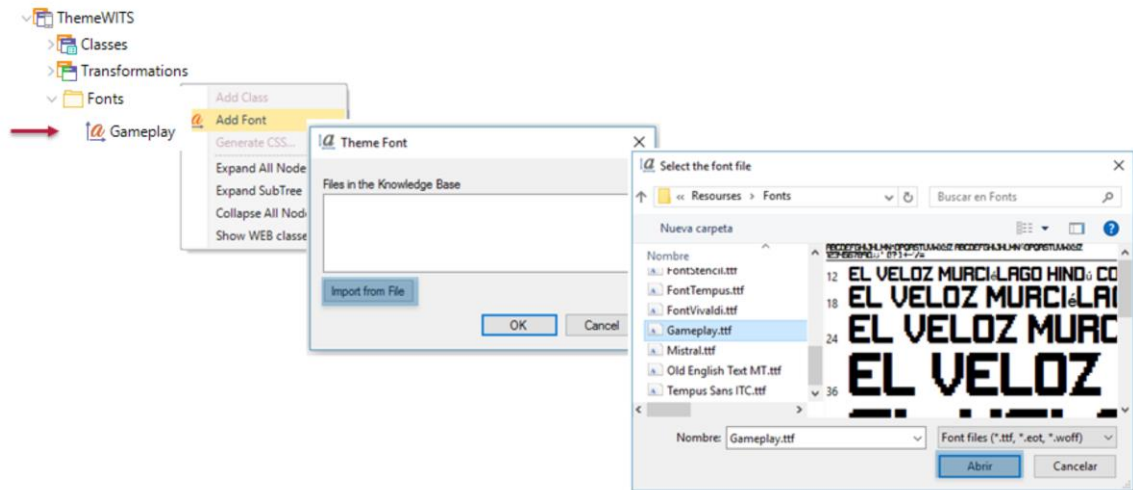 ThemeWITS
Classes
Transformations
Fonts
Gameplay
Add Class
Add Font
Generate CSS...
Expand All Node
Expand SubTree
Collapse All Nod
Show WEB classe
Theme Font
Files in the Knowledge Base
Import from File
OK
Cancel
Select the font file
« Resourses > Fonts
Buscar en Fonts
Nueva carpeta
Nombre
FontStencil.ttf
FontTempus.ttf
FontVivaldi.ttf
Gameplay.ttf
Mistral.ttf
Old English Text MT.ttf
Tempus Sans ITC.ttf
12 EL VELOZ MURCIéLAGO HINDú CO
18 EL VELOZ MURCIéLA
24 EL VELOZ MURC
36 EL VELOZ
Nombre: Gameplay.ttf
Font files (*.ttf, *.eot, *.woff)
Abrir
Cancelar